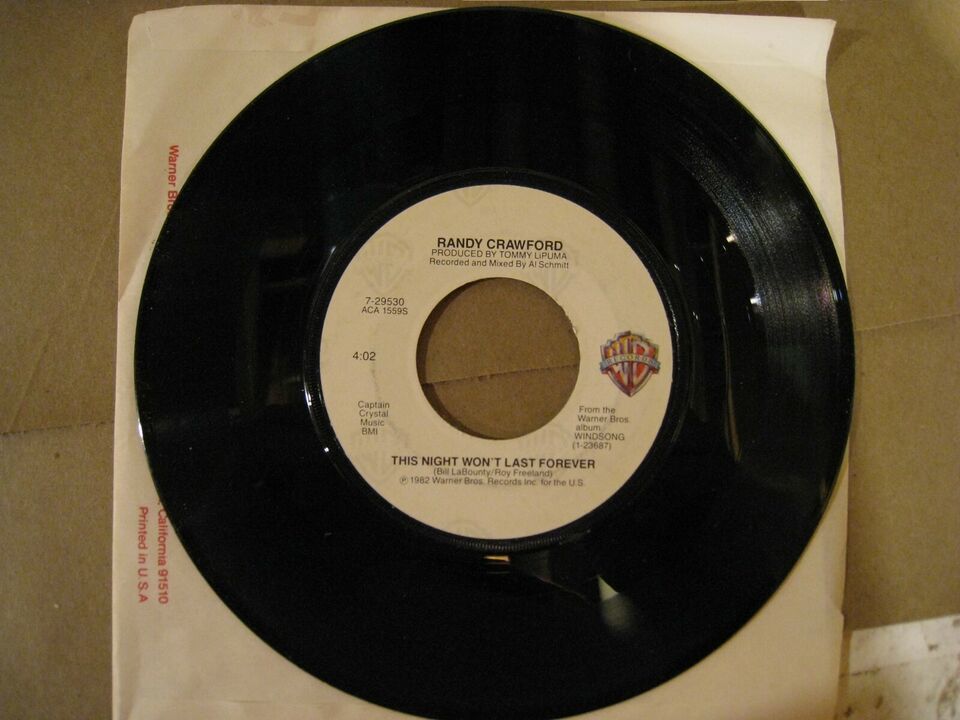 RANDY CRAWFORD
PRODUCED BY TOMMY LiPUMA
Recorded and Mixed By Al Schmitt
7-29530
ACA 1559S
4:02
RECORDS
Captain
Crystal
Music
BMI
From the
Warner Bros.
album
WINDSONG
(1-23687)
THIS NIGHT WON'T LAST FOREVER
(Bill LaBounty/Roy Freeland)
℗ 1982 Warner Bros. Records Inc. for the U.S.
Warner
California 91510
Printed in U.S.A